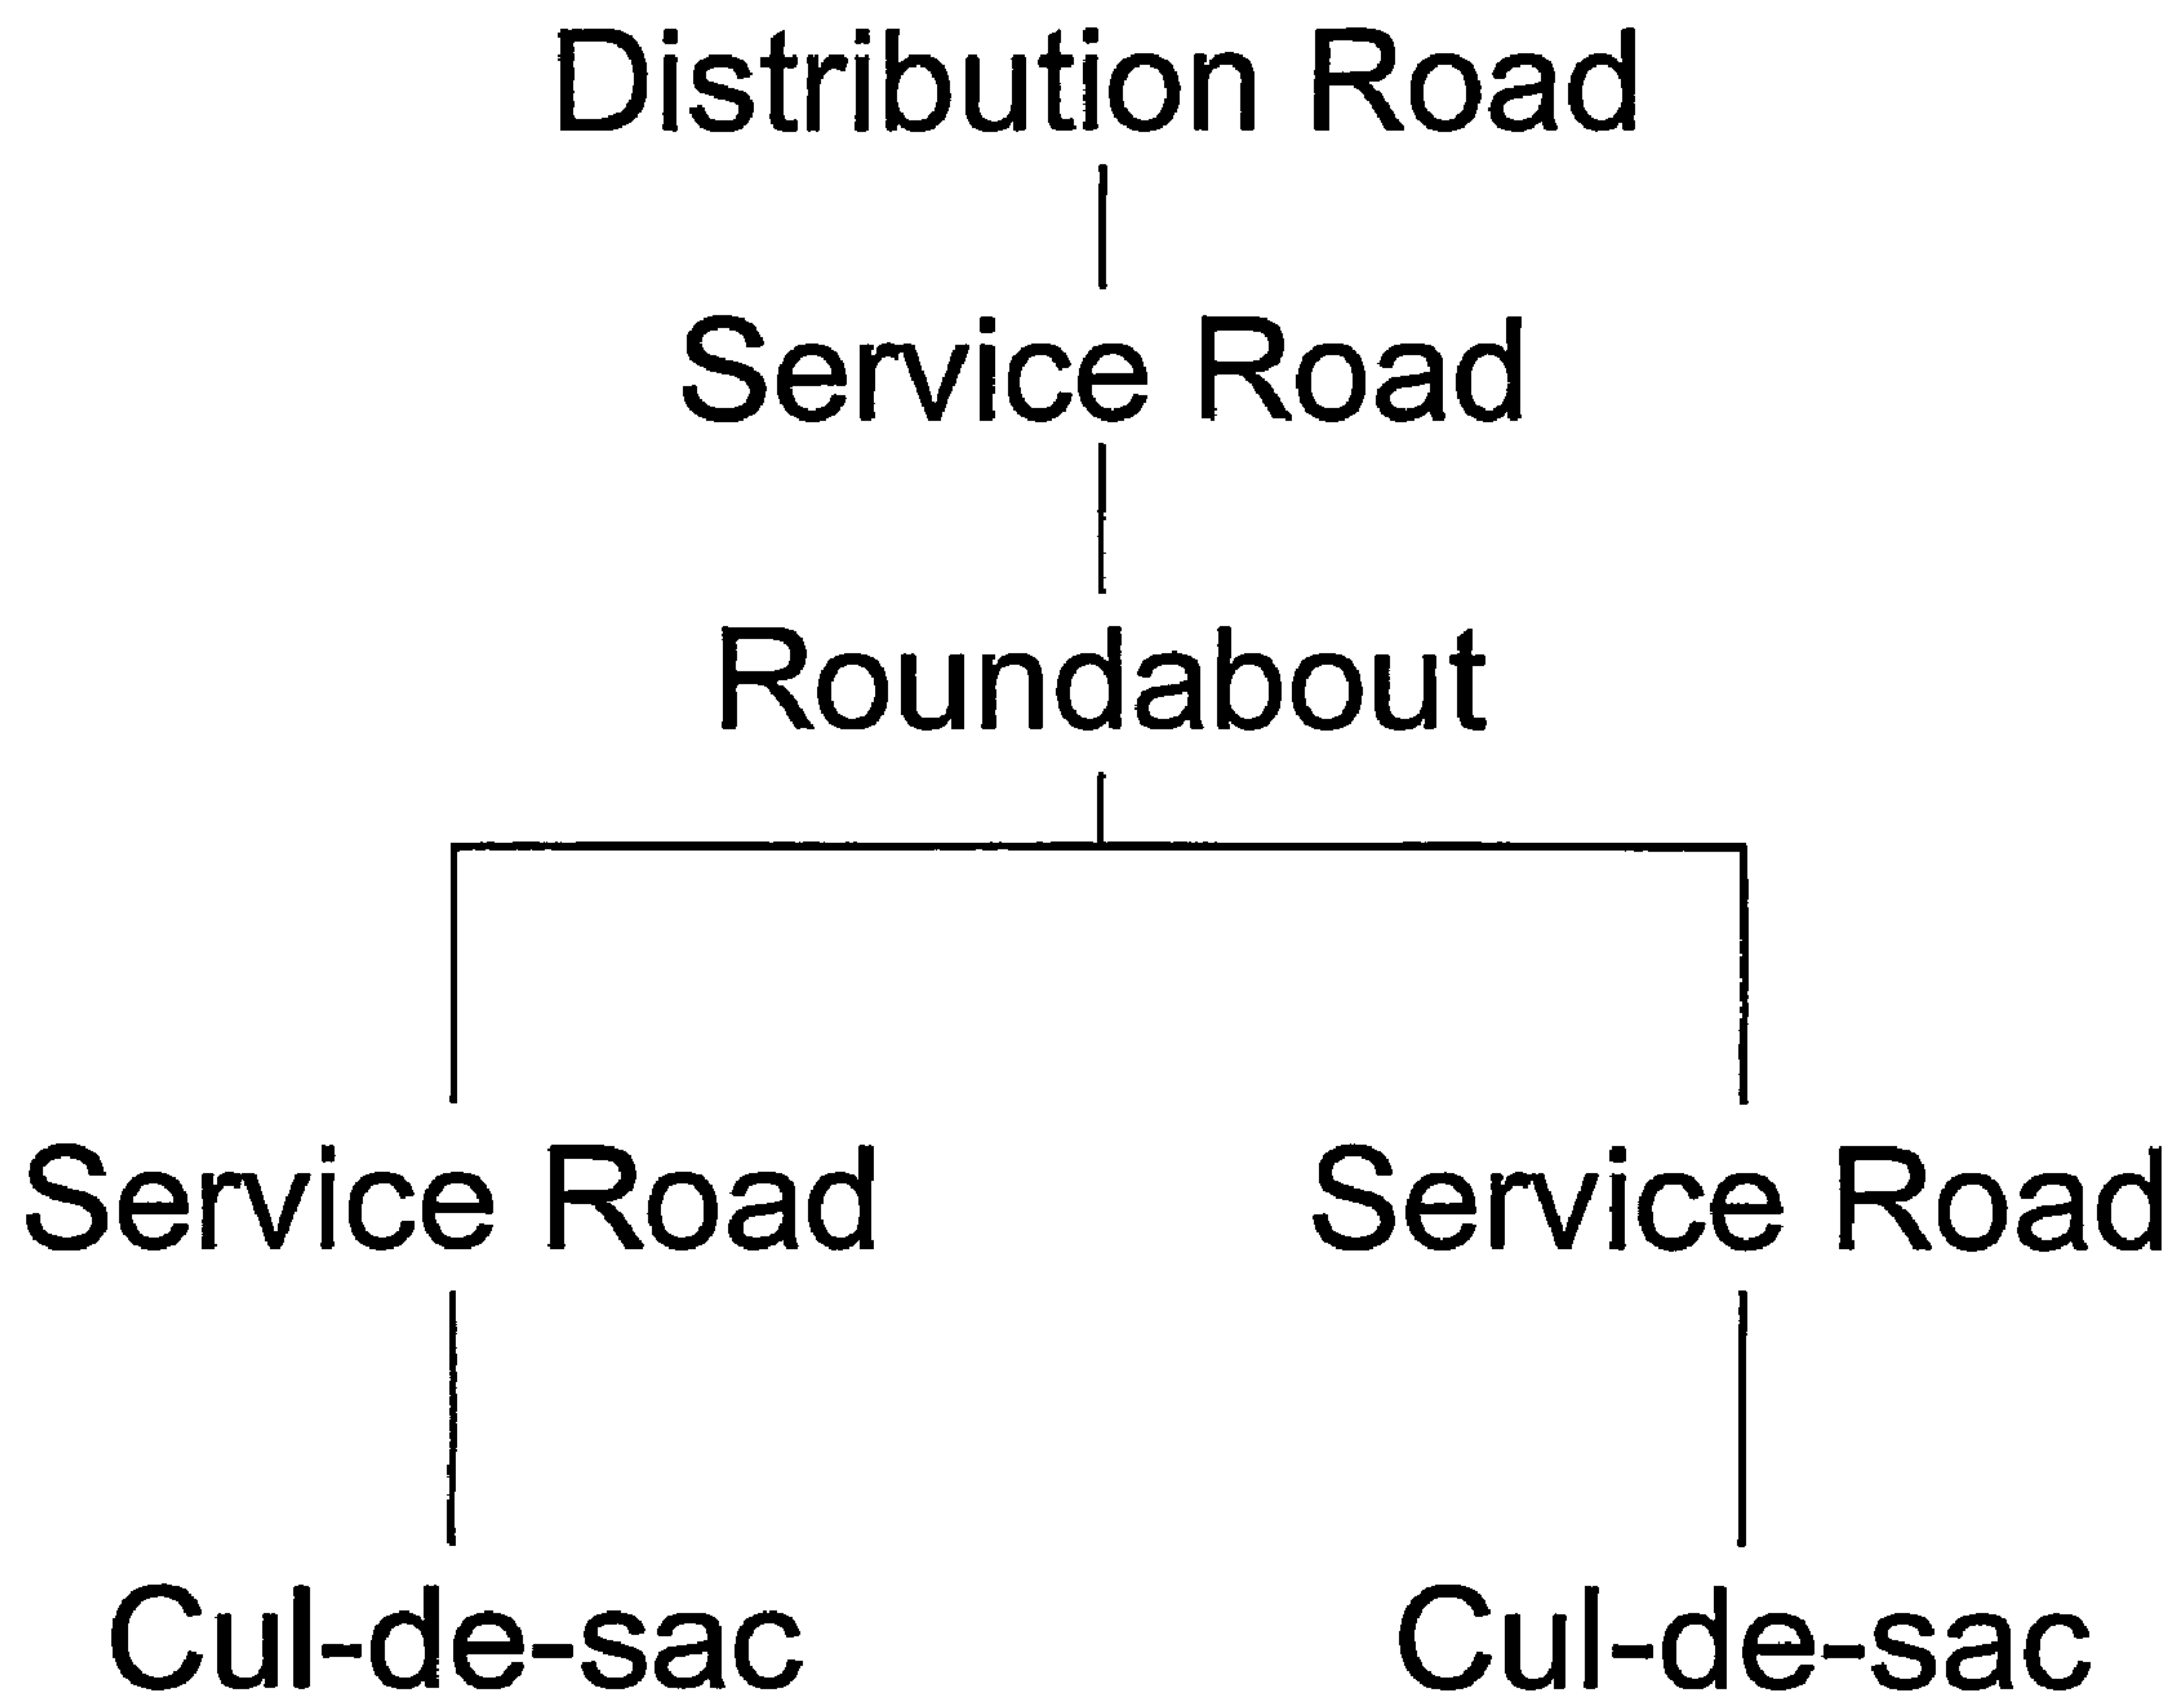 Distribution Road
Service Road
Roundabout
Service Road Service Road
Cul-de-sac Cul-de-sac